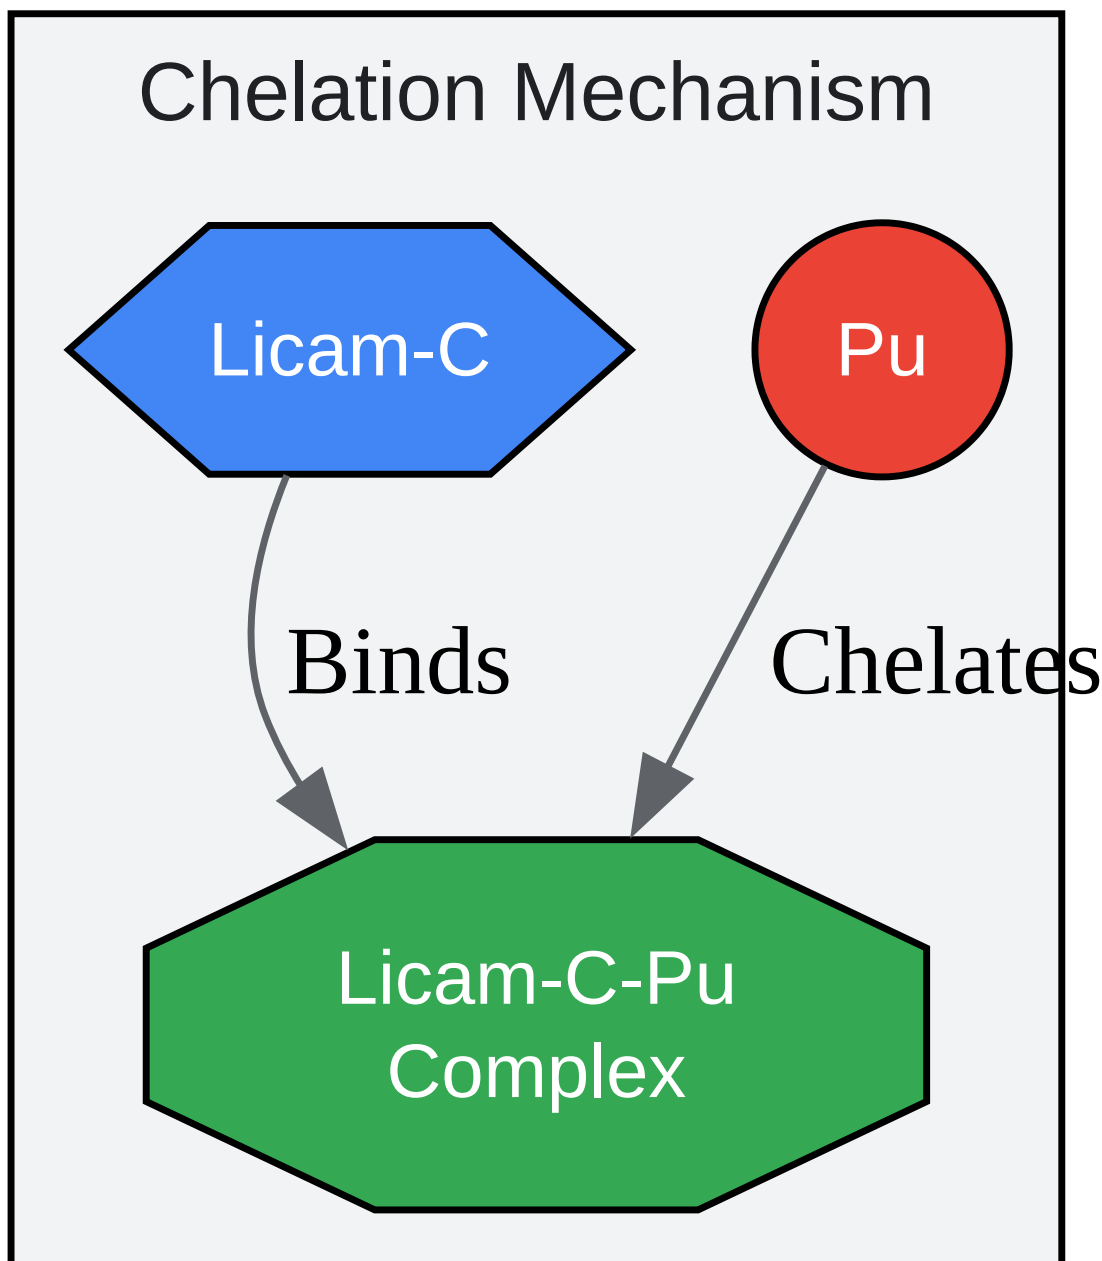 Chelation Mechanism
Licam-C
Pu
Binds
Chelates
Licam-C-Pu
Complex